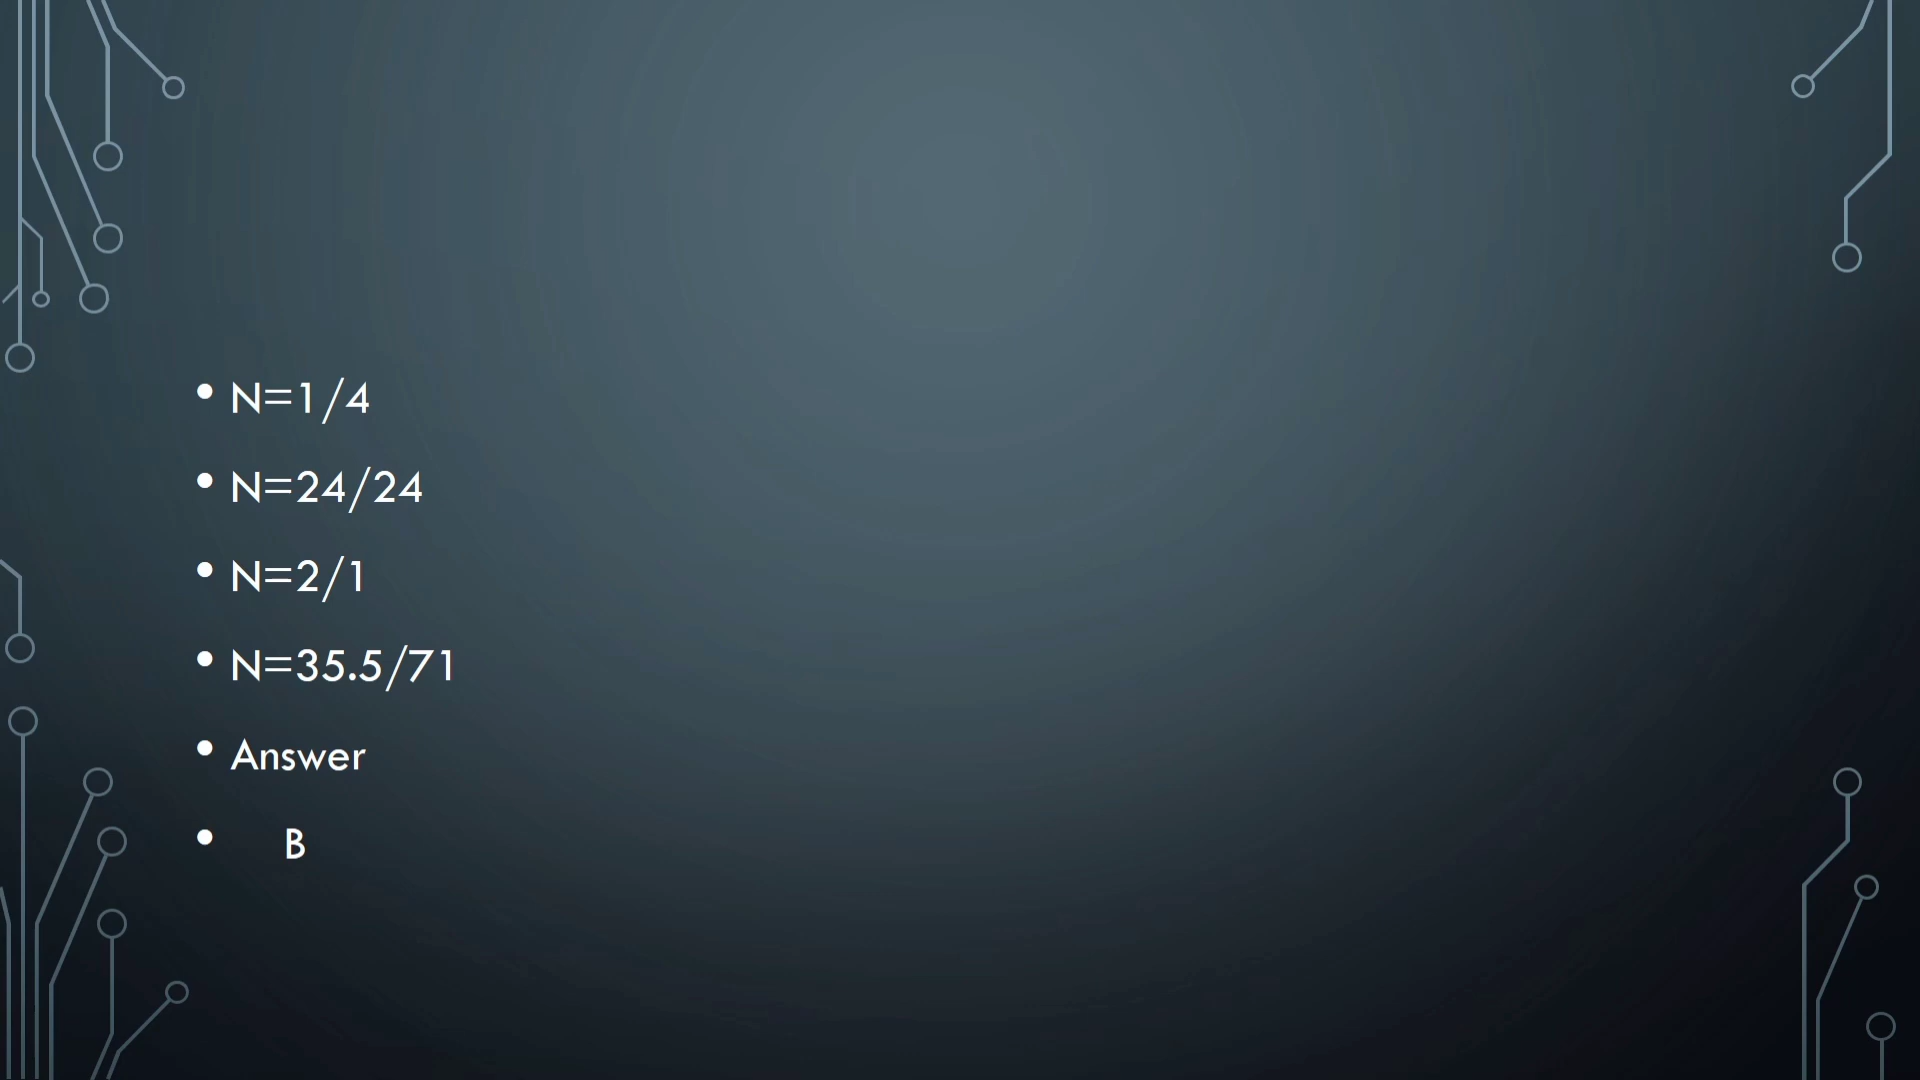 • N=1/4
• N=24/24
• N=2/1
• N=35.5/71
• Answer
• B